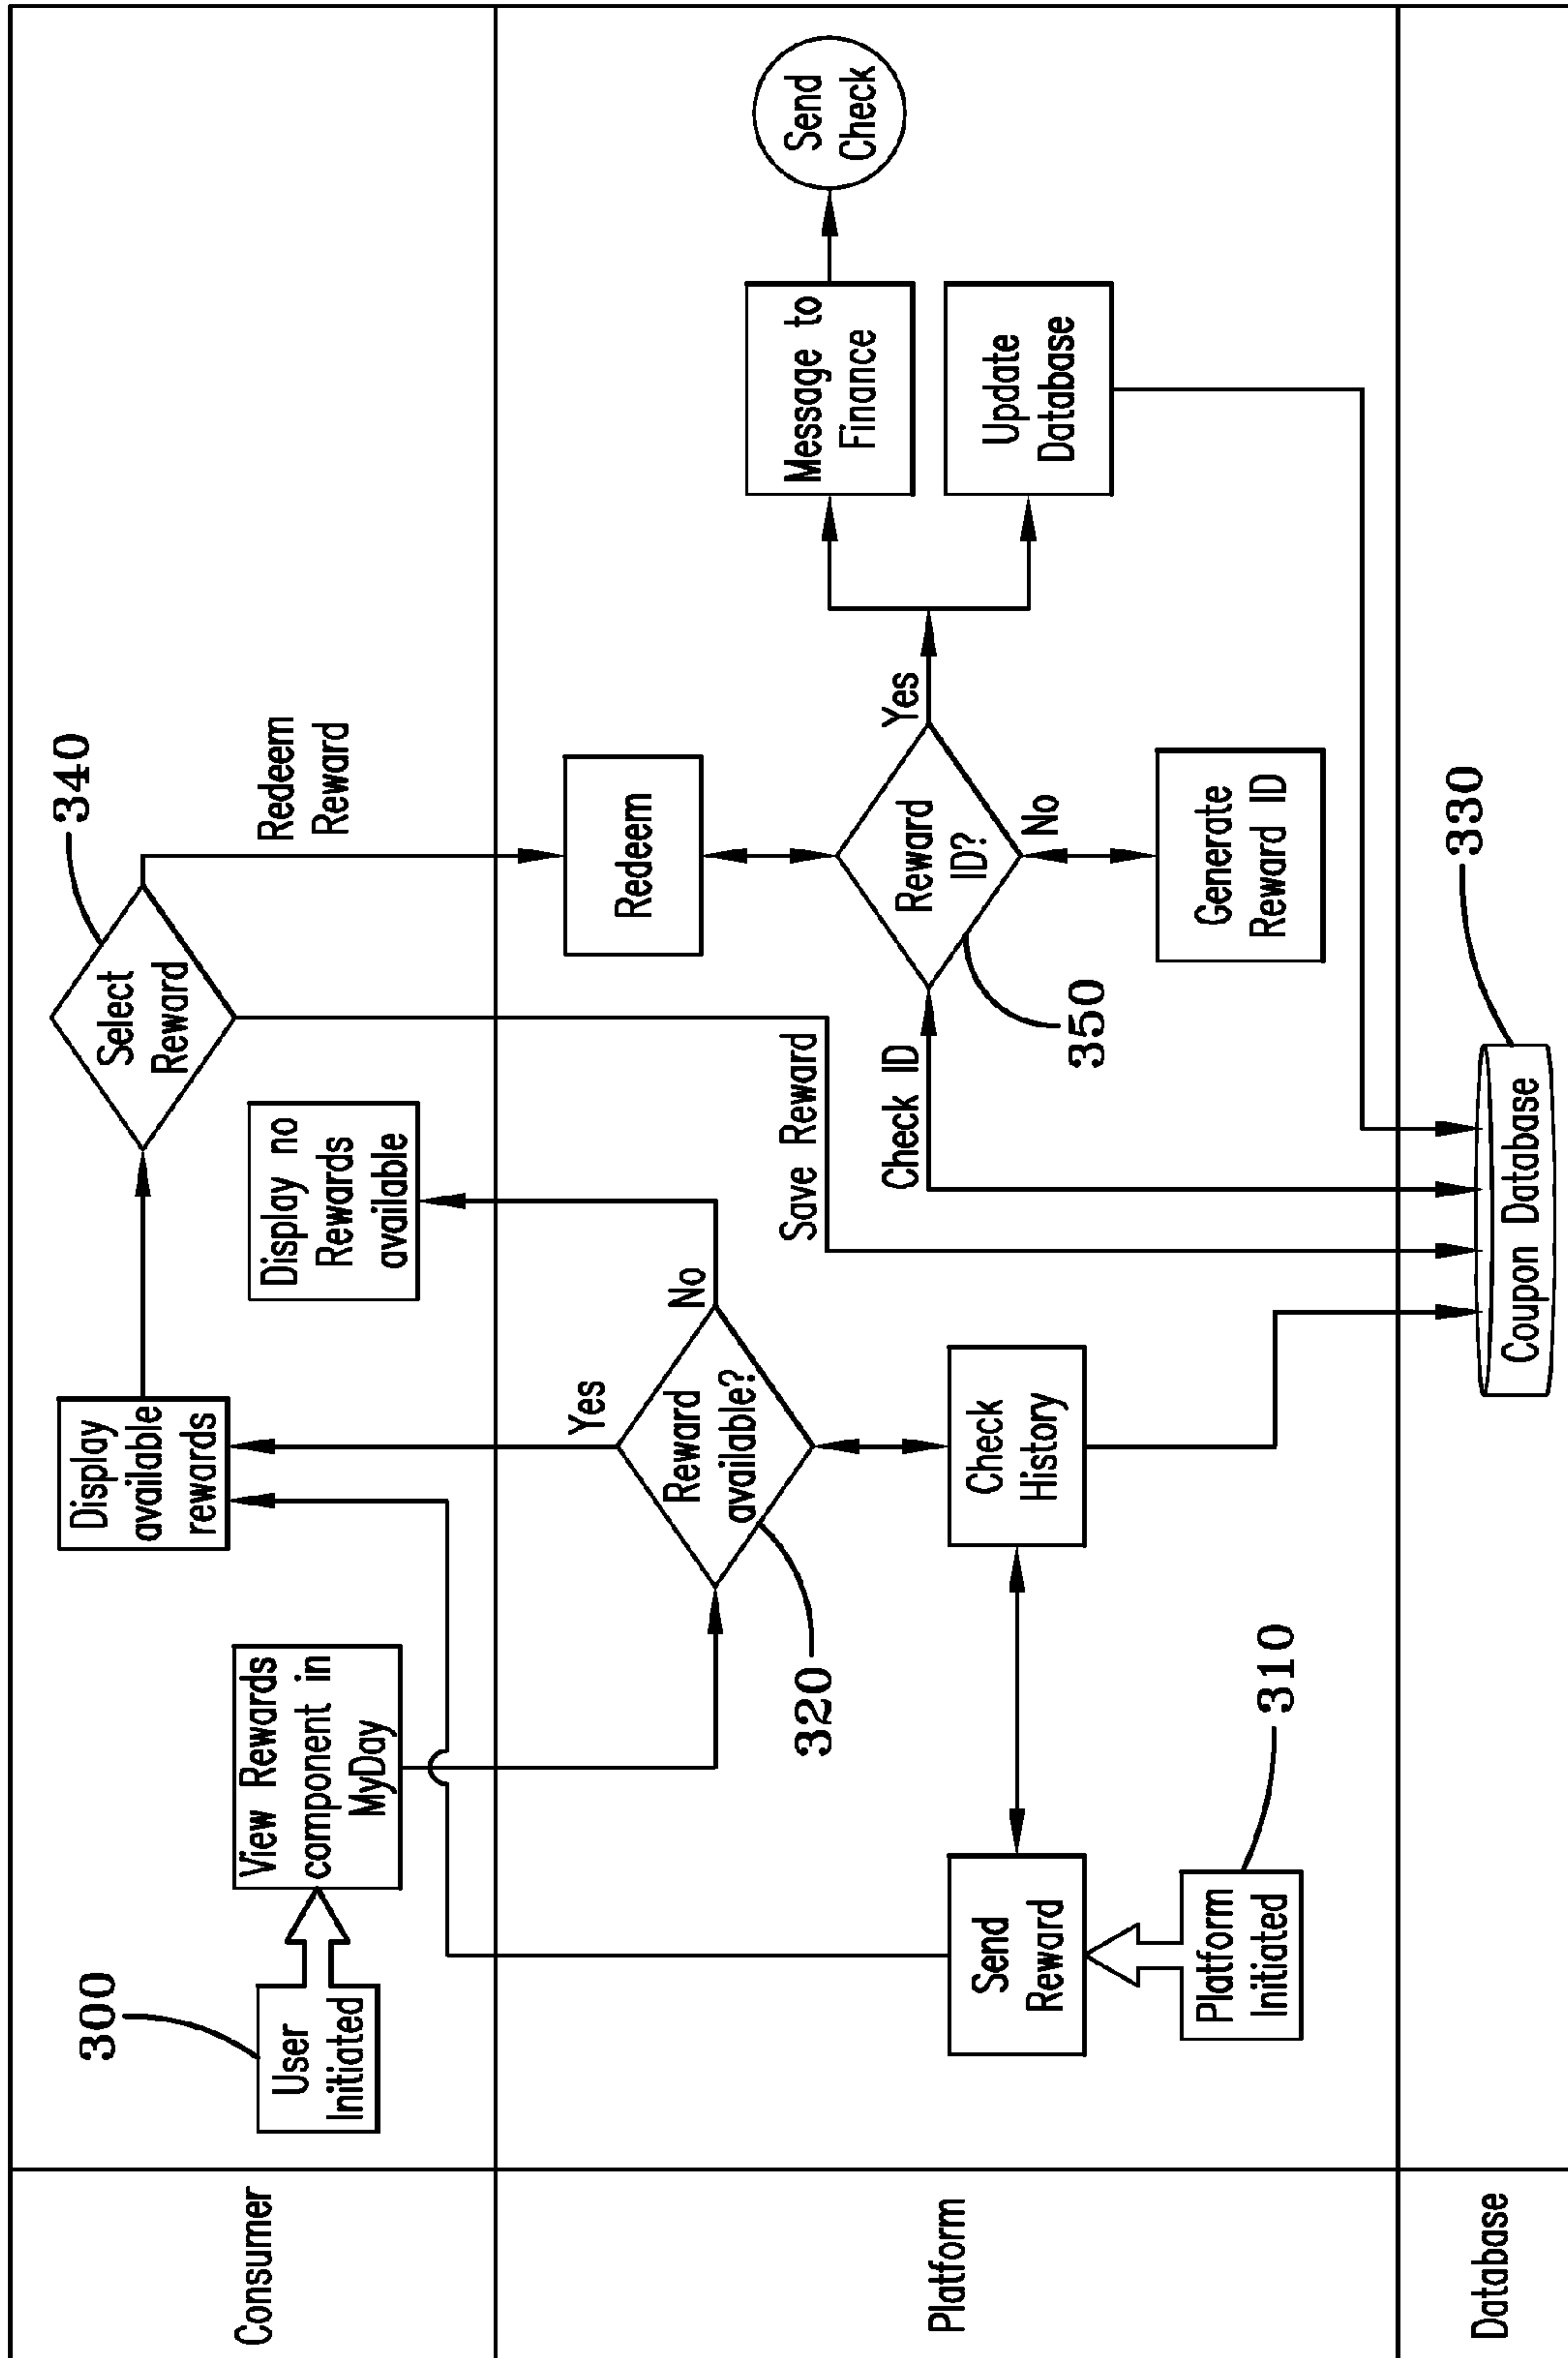 Consumer
300
User
Initiated
View Rewards
component in
MyDay
Display
available
rewards
Display no
Rewards
available
Select
Reward
340
Redeem
Reward
Platform
Send
Reward
Platform
Initiated
310
Reward
available?
320
Yes
No
Check
History
Save Reward
Check ID
Redeem
Reward
ID?
350
Yes
No
Generate
Reward ID
Message to
Finance
Update
Database
Send
Check
Database
Coupon Database
330